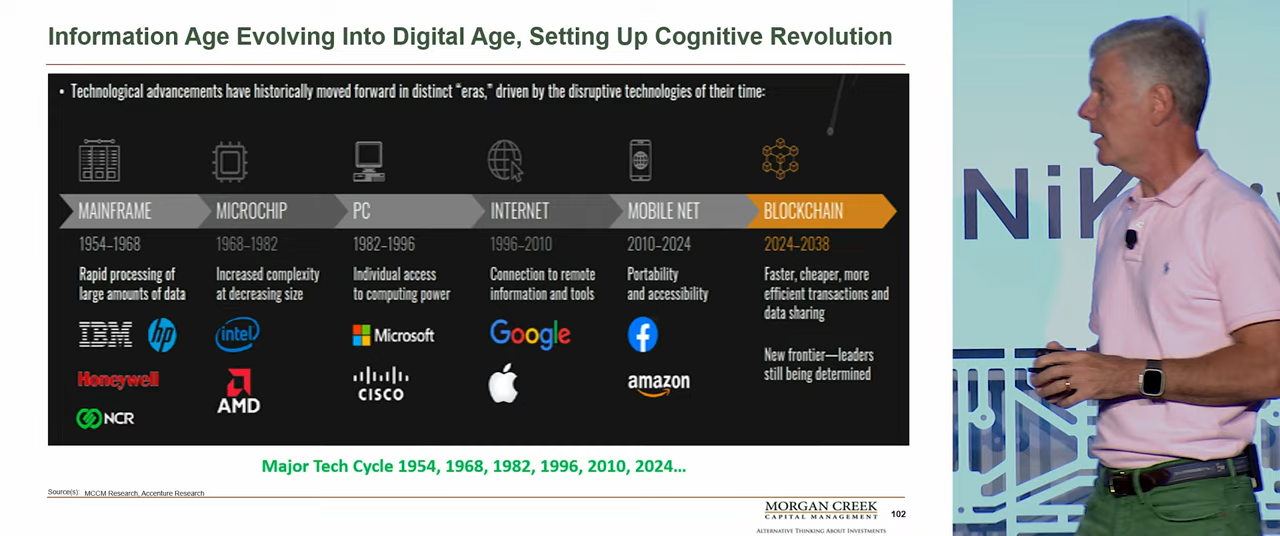 Information Age Evolving Into Digital Age, Setting Up Cognitive Revolution
• Technological advancements have historically moved forward in distinct “eras,” driven by the disruptive technologies of their time:
MAINFRAME
1954–1968
Rapid processing of
large amounts of data
IBM
hp
Honeywell
NCR
MICROCHIP
1968–1982
Increased complexity
at decreasing size
intel
AMD
PC
1982–1996
Individual access
to computing power
Microsoft
CISCO
INTERNET
1996–2010
Connection to remote
information and tools
Google
MOBILE NET
2010–2024
Portability
and accessibility
f
amazon
BLOCKCHAIN
2024–2038
Faster, cheaper, more
efficient transactions and
data sharing
New frontier—leaders
still being determined
Major Tech Cycle 1954, 1968, 1982, 1996, 2010, 2024…
Source(s): MCCM Research, Accenture Research
MORGAN CREEK
CAPITAL MANAGEMENT
ALTERNATIVE THINKING ABOUT INVESTMENTS
102